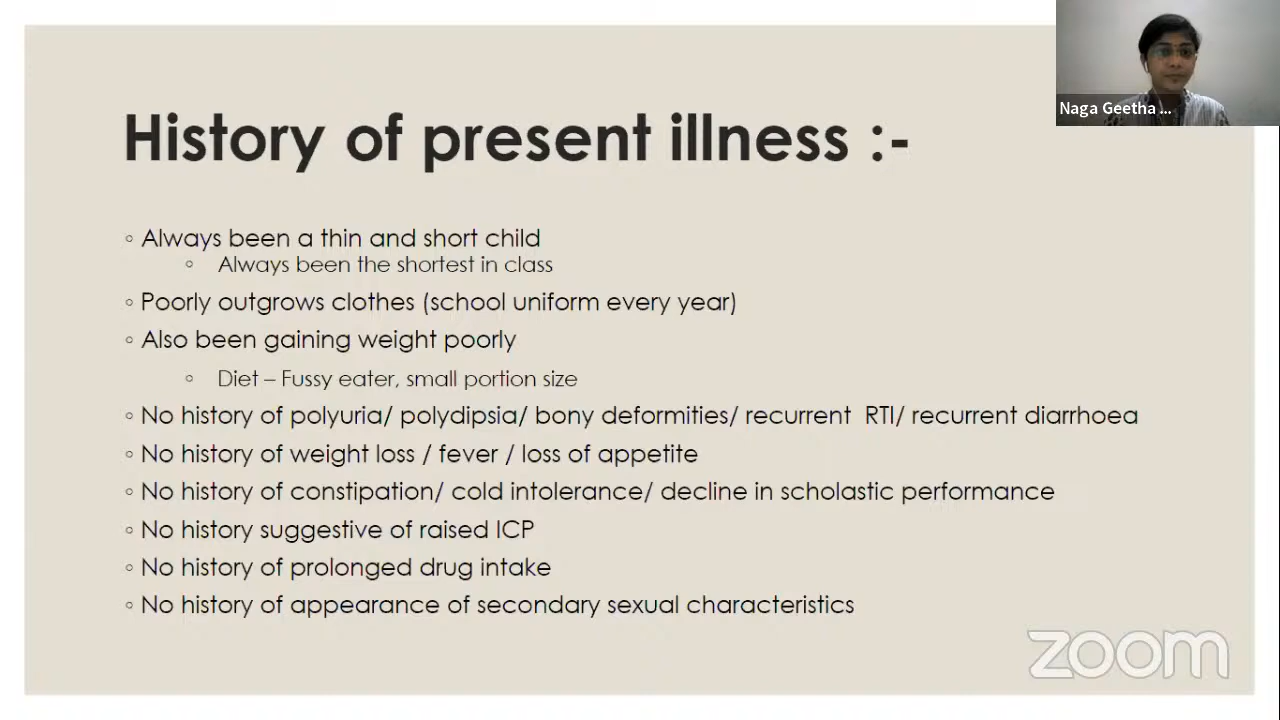 Naga Geetha ...
History of present illness :-
◦ Always been a thin and short child
◦ Always been the shortest in class
◦ Poorly outgrows clothes (school uniform every year)
◦ Also been gaining weight poorly
◦ Diet – Fussy eater, small portion size
◦ No history of polyuria/ polydipsia/ bony deformities/ recurrent RTI/ recurrent diarrhoea
◦ No history of weight loss / fever / loss of appetite
◦ No history of constipation/ cold intolerance/ decline in scholastic performance
◦ No history suggestive of raised ICP
◦ No history of prolonged drug intake
◦ No history of appearance of secondary sexual characteristics
zoom